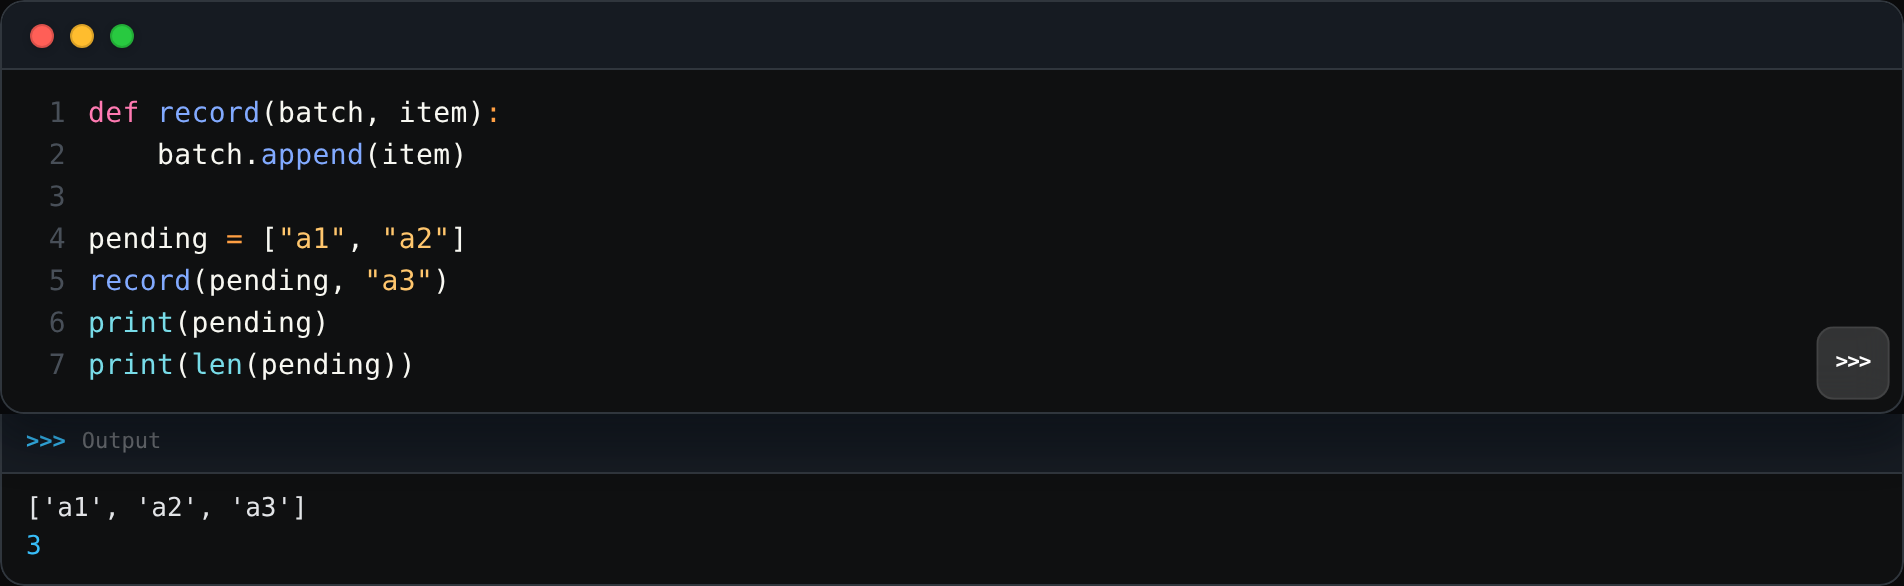 1 def record(batch, item):
2     batch.append(item)
3
4 pending = ["a1", "a2"]
5 record(pending, "a3")
6 print(pending)
7 print(len(pending))
>>>
>>> Output
['a1', 'a2', 'a3']
3